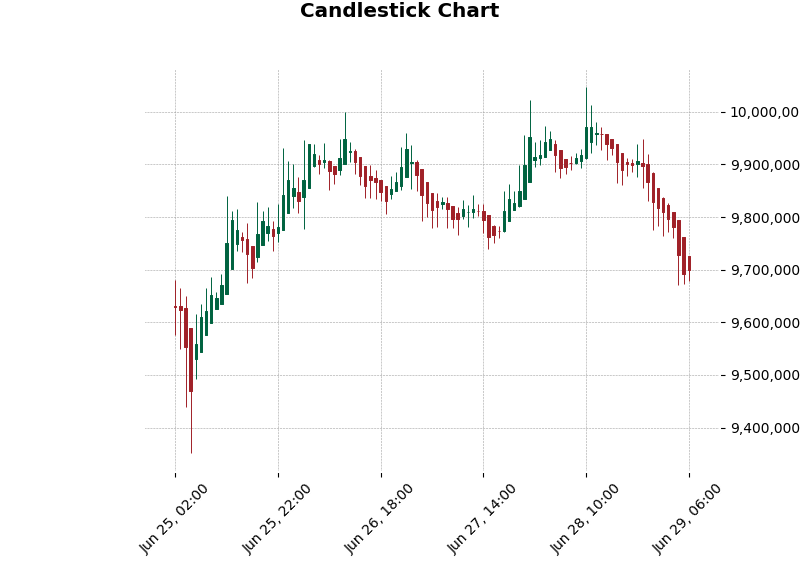 Candlestick Chart
10,000,00
9,900,000
9,800,000
9,700,000
9,600,000
9,500,000
9,400,000
Jun 25, 02:00
Jun 25, 22:00
Jun 26, 18:00
Jun 27, 14:00
Jun 28, 10:00
Jun 29, 06:00